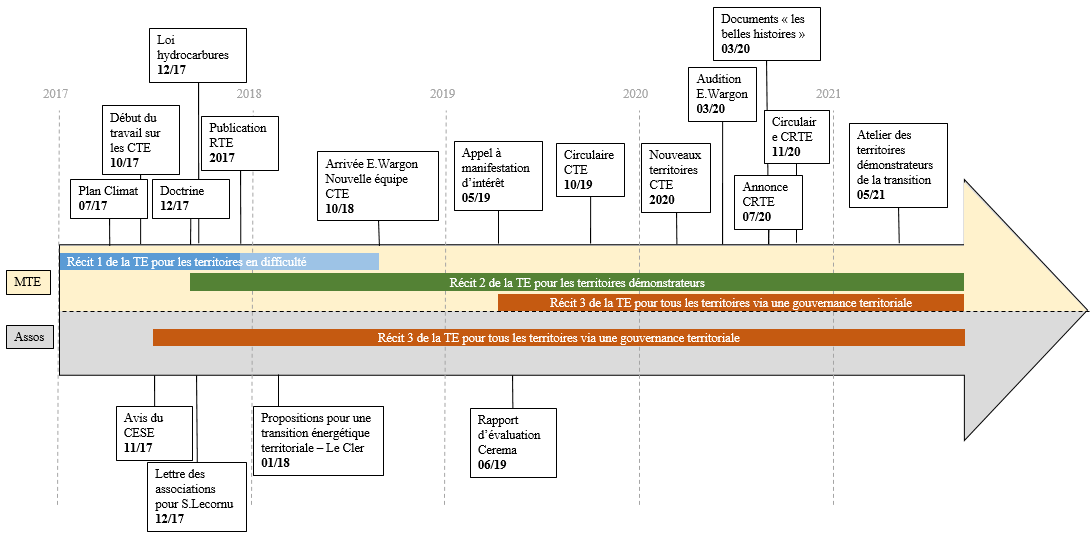 Documents « les
belles histoires »
03/20
Loi
hydrocarbures
12/17
Audition
E.Wargon
03/20
2017
2018
2019
2020
2021
Début du
travail sur
les CTE
10/17
Publication
RTE
2017
Circulair
e CRTE
11/20
Atelier des
territoires
démonstrateurs
de la transition
05/21
Arrivée E.Wargon
Nouvelle équipe
CTE
10/18
Appel à
manifestation
d’intérêt
05/19
Circulaire
CTE
10/19
Nouveaux
territoires
CTE
2020
Plan Climat
07/17
Doctrine
12/17
Annonce
CRTE
07/20
MTE
Récit 1 de la TE pour les territoires en difficulté
Récit 2 de la TE pour les territoires démonstrateurs
Récit 3 de la TE pour tous les territoires via une gouvernance territoriale
Assos
Récit 3 de la TE pour tous les territoires via une gouvernance territoriale
Avis du
CESE
11/17
Propositions pour une
transition énergétique
territoriale – Le Cler
01/18
Rapport
d’évaluation
Cerema
06/19
Lettre des
associations
pour S.Lecornu
12/17